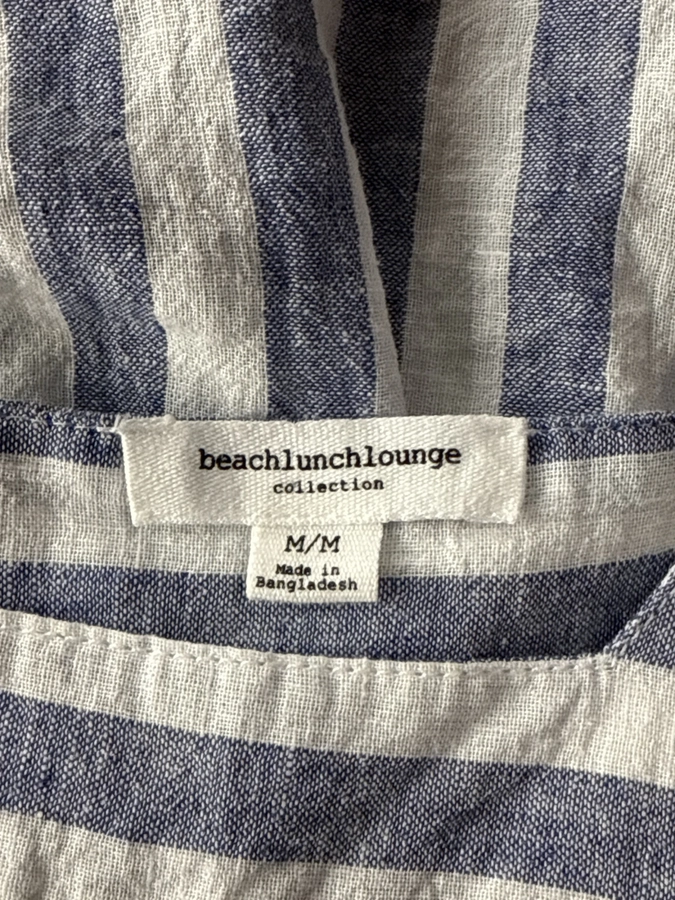 beachlunchlounge
collection
M/M
Made in
Bangladesh